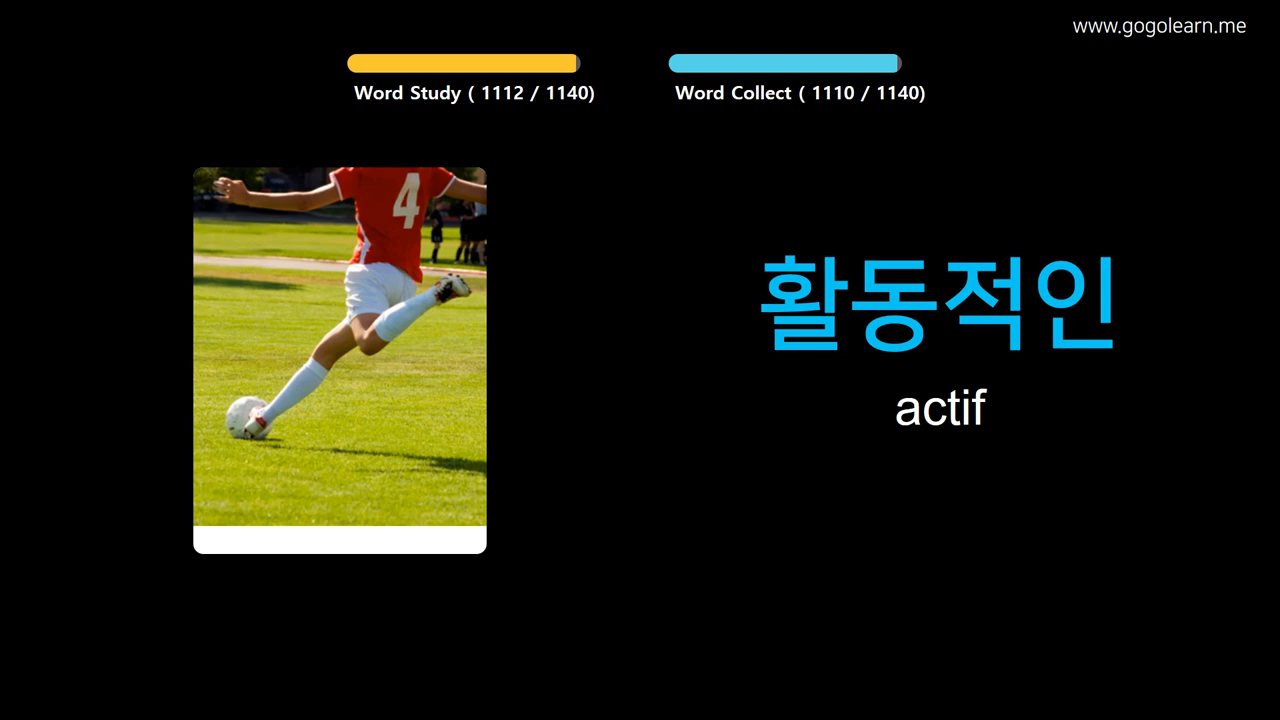 www.gogolearn.me
Word Study ( 1112 / 1140)
Word Collect ( 1110 / 1140)
4
활동적인
actif